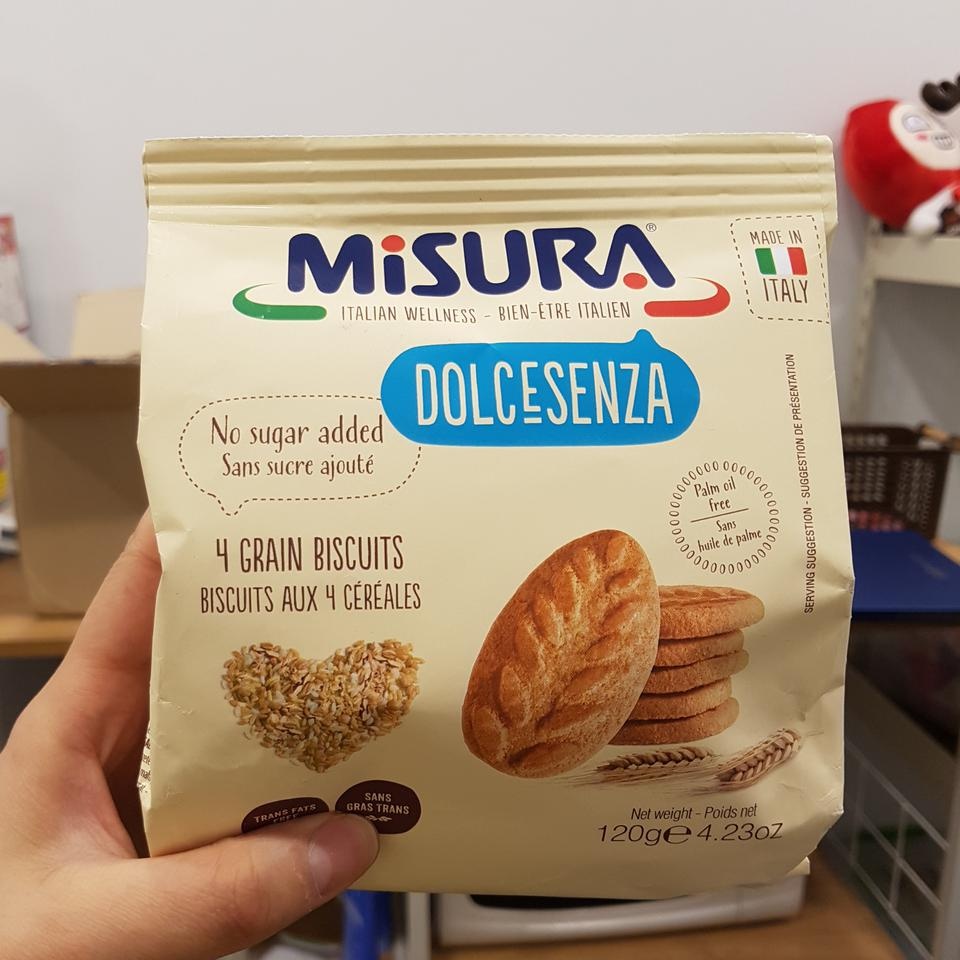 MiSURA®
ITALIAN WELLNESS - BIEN-ÊTRE ITALIEN
MADE IN
ITALY
DOLCESENZA
No sugar added
Sans sucre ajouté
Palm oil
free
Sans
huile de palme
SERVING SUGGESTION - SUGGESTION DE PRÉSENTATION
4 GRAIN BISCUITS
BISCUITS AUX 4 CÉRÉALES
TRANS FATS
FREE
SANS
GRAS TRANS
Net weight - Poids net
120g e 4.23oz